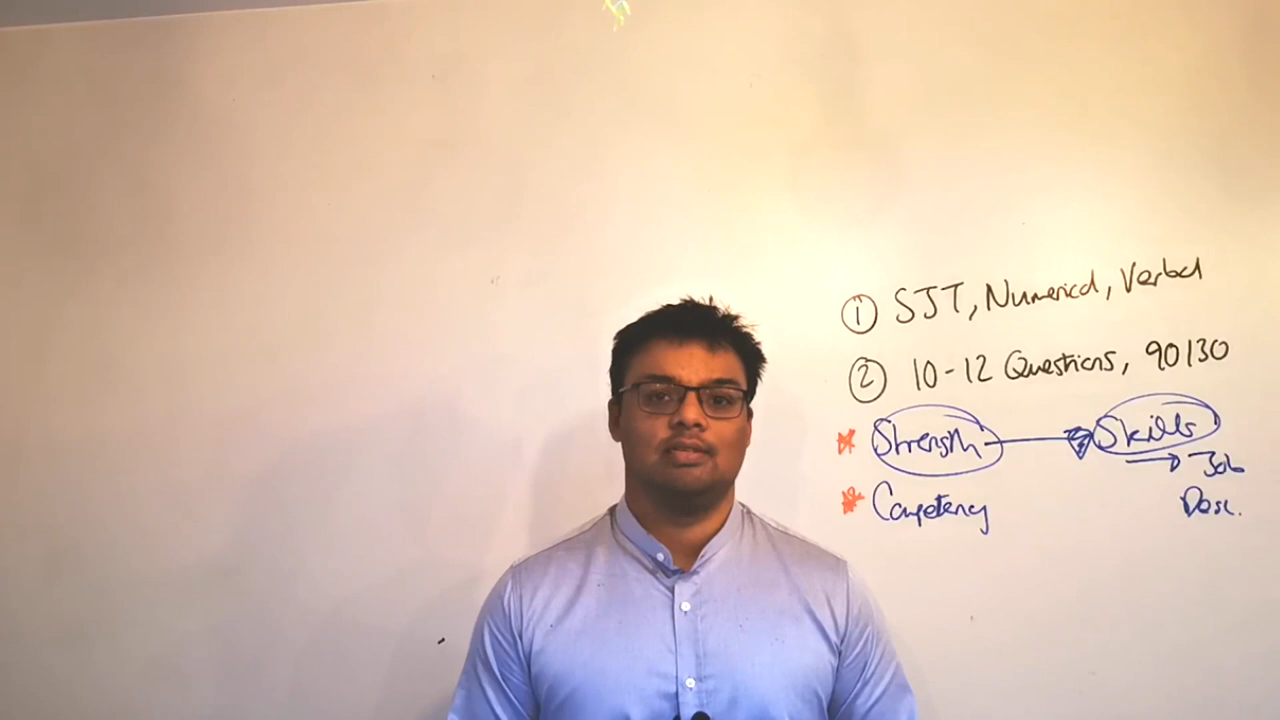 ① SJT, Numerical, Verbal
② 10-12 Questions, 90/30
* Strength → Skills
→ Job
* Competency Desc.